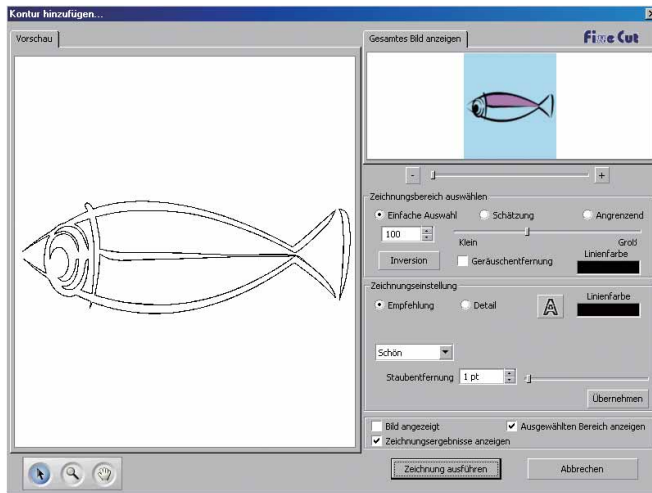 Kontur hinzufügen...
Vorschau
Gesamtes Bild anzeigen
Fine Cut
- +
Zeichnungsbereich auswählen
Einfache Auswahl Schätzung Angrenzend
100
Klein Groß
Inversion Geräuschentfernung Linienfarbe
Zeichnungseinstellung
Empfehlung Detail A Linienfarbe
Schön
Staubentfernung 1 pt
Übernehmen
Bild angezeigt Ausgewählten Bereich anzeigen
Zeichnungsergebnisse anzeigen
Zeichnung ausführen Abbrechen